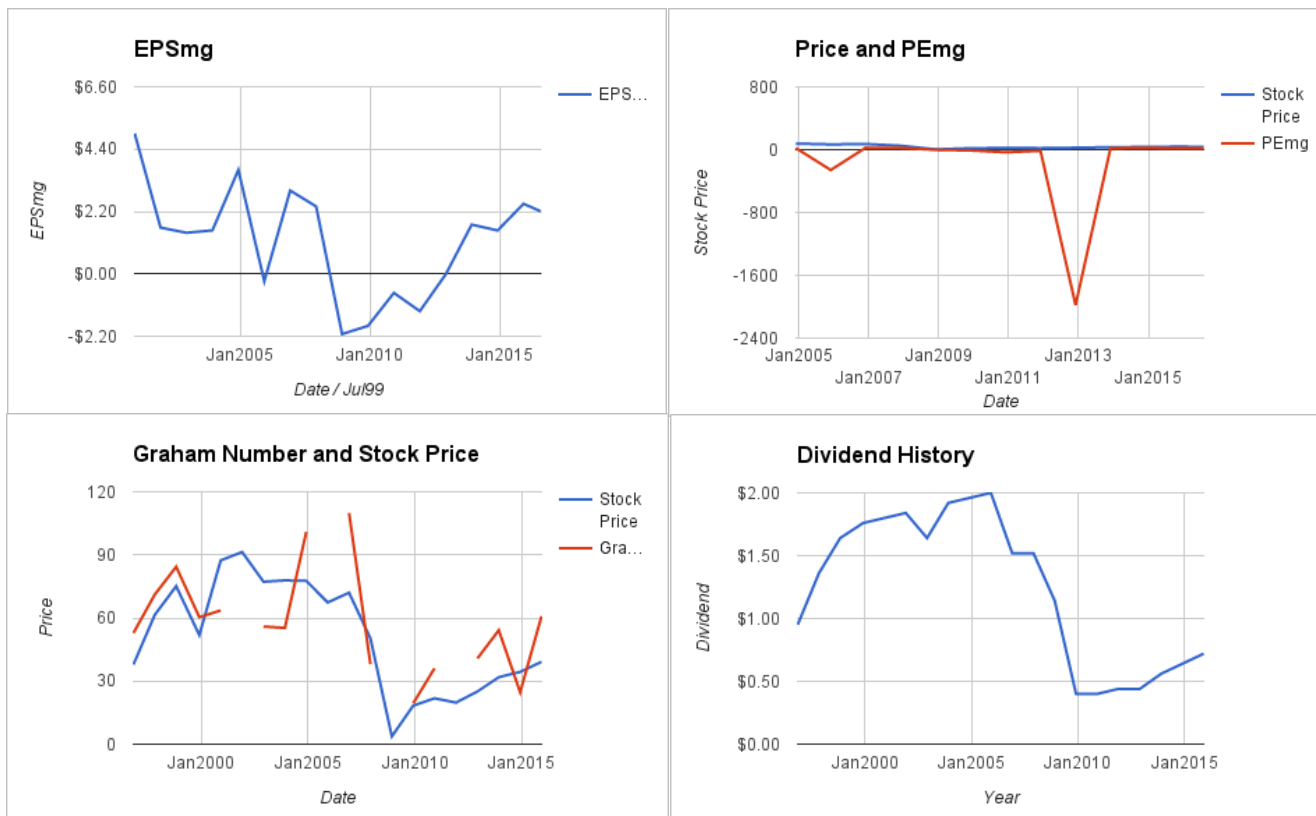 EPSmg
$6.60
$4.40
$2.20
$0.00
-$2.20
EPSmg
EPS…
Jan2005
Jan2010
Jan2015
Date / Jul99
Price and PEmg
800
0
-800
-1600
-2400
Stock Price
Stock
Price
PEmg
Jan2005
Jan2009
Jan2013
Jan2007
Jan2011
Jan2015
Date
Graham Number and Stock Price
120
90
60
30
0
Price
Stock
Price
Gra…
Jan2000
Jan2005
Jan2010
Jan2015
Date
Dividend History
$2.00
$1.50
$1.00
$0.50
$0.00
Dividend
Jan2000
Jan2005
Jan2010
Jan2015
Year